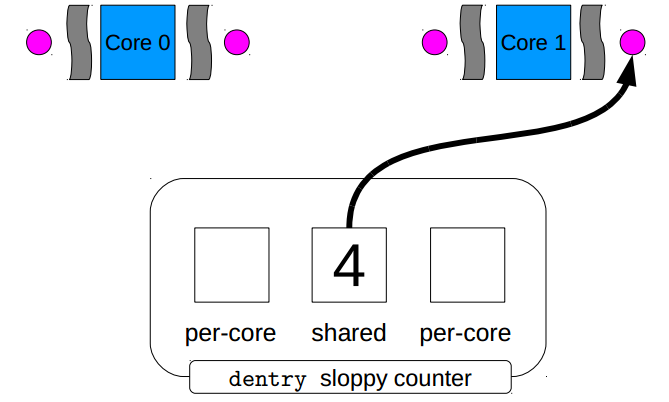 Core 0
Core 1
4
per-core
shared
per-core
dentry sloppy counter